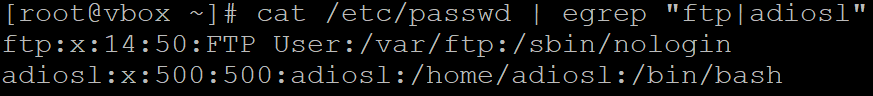 [root@vbox ~]# cat /etc/passwd | egrep "ftp|adiosl"
ftp:x:14:50:FTP User:/var/ftp:/sbin/nologin
adiosl:x:500:500:adiosl:/home/adiosl:/bin/bash